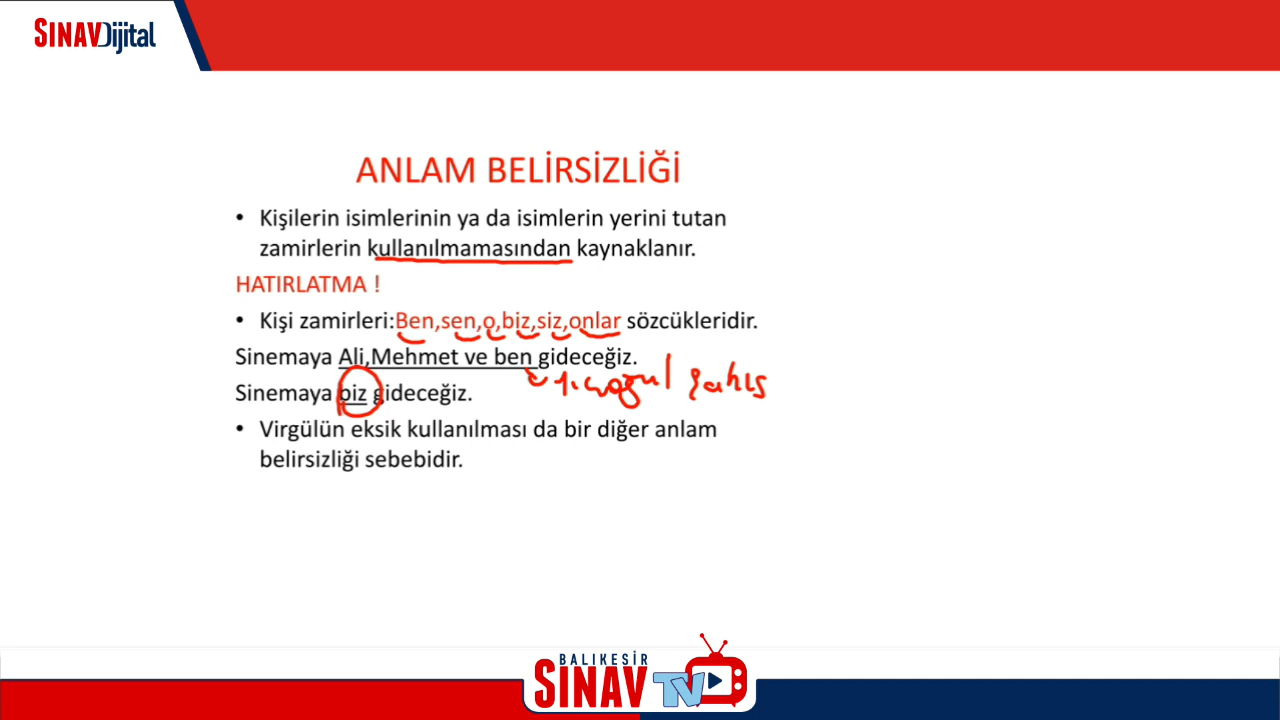 SINAV Dijital
ANLAM BELİRSİZLİĞİ
• Kişilerin isimlerinin ya da isimlerin yerini tutan
zamirlerin kullanılmamasından kaynaklanır.
HATIRLATMA !
• Kişi zamirleri:Ben,sen,o,biz,siz,onlar sözcükleridir.
Sinemaya Ali,Mehmet ve ben gideceğiz.
1. çoğul şahıs
Sinemaya biz gideceğiz.
• Virgülün eksik kullanılması da bir diğer anlam
belirsizliği sebebidir.
BALIKESİR
SINAV TV